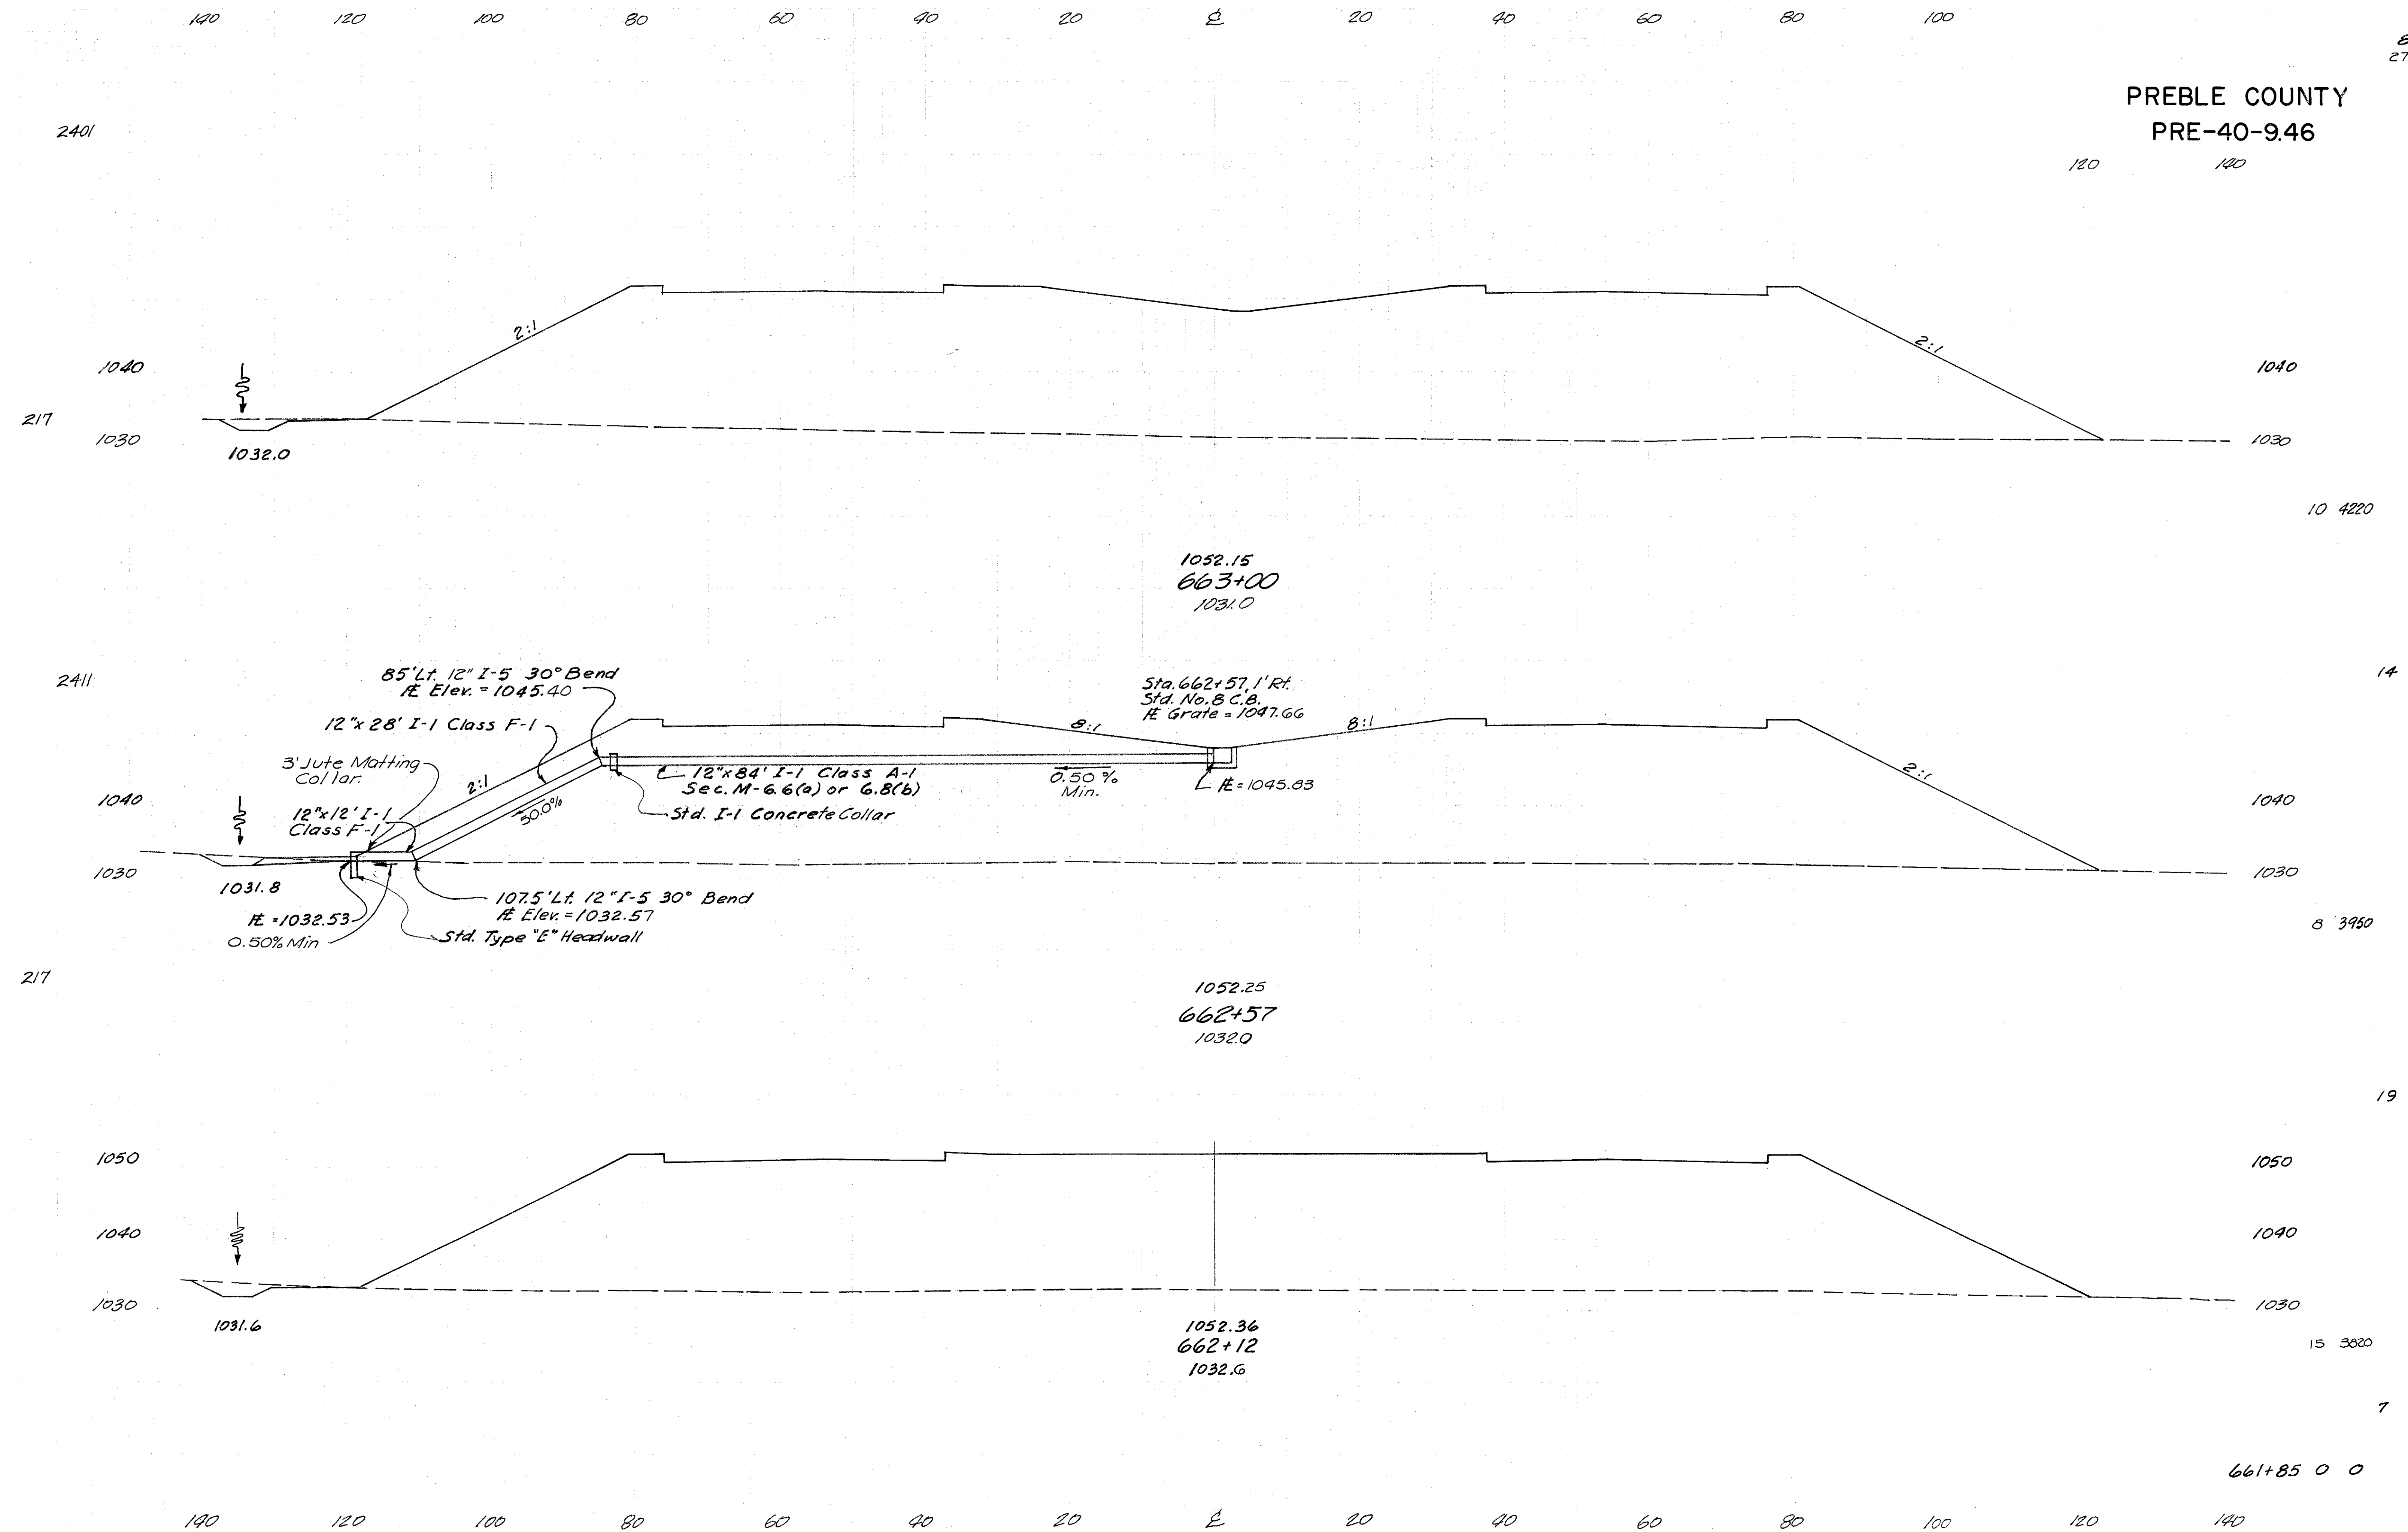 140 120 100 80 60 40 20 ℄ 20 40 60 80 100
8
27
PREBLE COUNTY
PRE-40-9.46
120 140
2401
2:1
2:1
1040
1040
217
1030
1030
1032.0
10 4220
1052.15
663+00
1031.0
2411
14
85' Lt. 12" I-5 30° Bend
Elev. = 1045.40
12" x 28' I-1 Class F-1
3' Jute Matting
Collar.
12" x 12' I-1
Class F-1
2:1
50.0%
Sta. 662+57, 1' Rt.
Std. No. 8 C.B.
Grate = 1047.66
8:1
8:1
12" x 84' I-1 Class A-1
Sec. M-6.6(a) or 6.8(b)
0.50 %
Min.
= 1045.83
Std. I-1 Concrete Collar
2:1
1040
1040
1030
1030
1031.8
107.5' Lt. 12" I-5 30° Bend
Elev. = 1032.57
= 1032.53
0.50% Min
Std. Type "E" Headwall
8 3950
217
1052.25
662+57
1032.0
19
1050
1050
1040
1040
1030
1030
1031.6
1052.36
662+12
1032.6
15 3820
7
661+85 0 0
140 120 100 80 60 40 20 ℄ 20 40 60 80 100 120 140